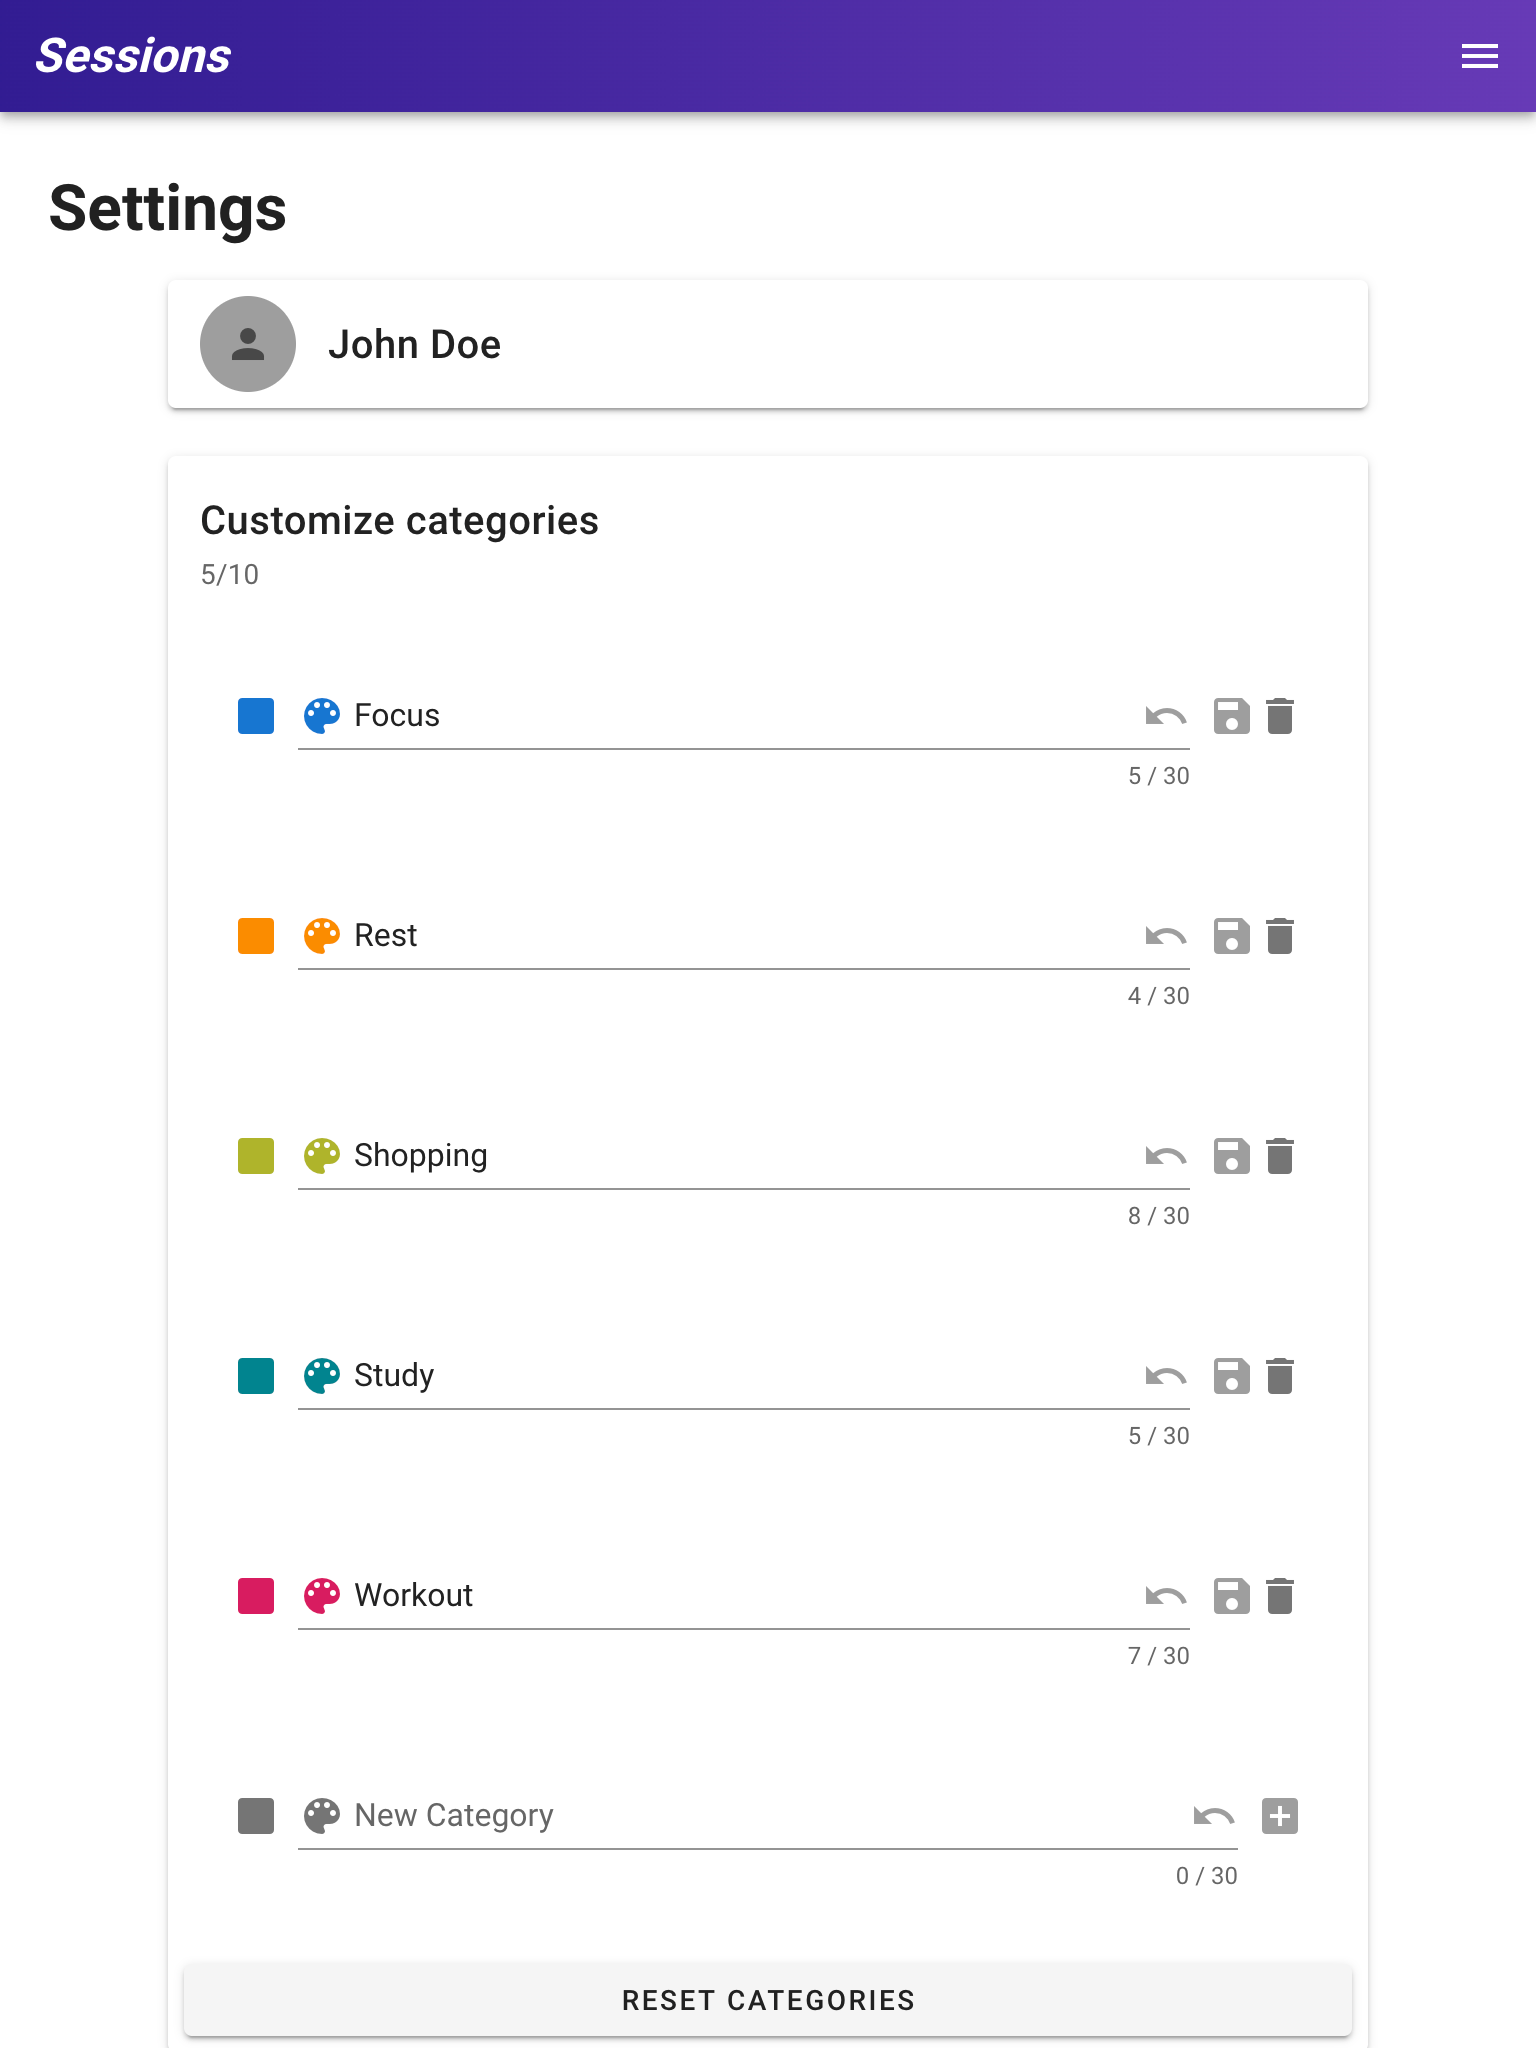 Sessions
Settings
John Doe
Customize categories
5/10
Focus
5 / 30
Rest
4 / 30
Shopping
8 / 30
Study
5 / 30
Workout
7 / 30
New Category
0 / 30
RESET CATEGORIES